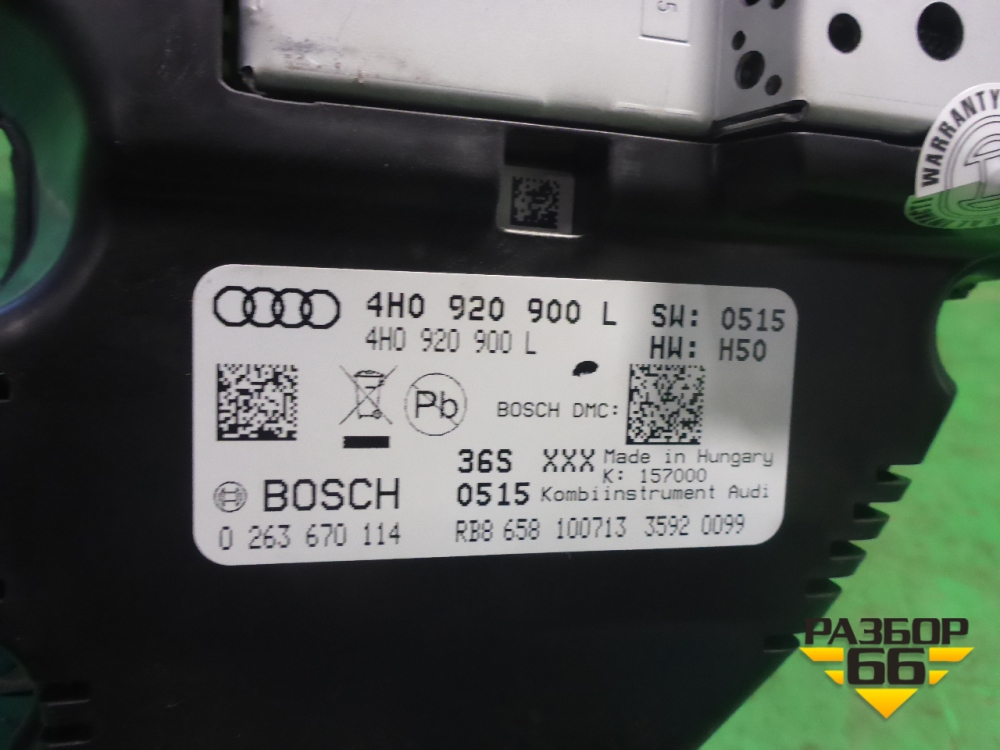 5
WARRANTY
4H0 920 900 L SW: 0515
4H0 920 900 L HW: H50
Pb
BOSCH DMC:
36S XXX Made in Hungary
K: 157000
BOSCH 0515 Kombiinstrument Audi
0 263 670 114 RB8 658 100713 3592 0099
РАЗБОР
66